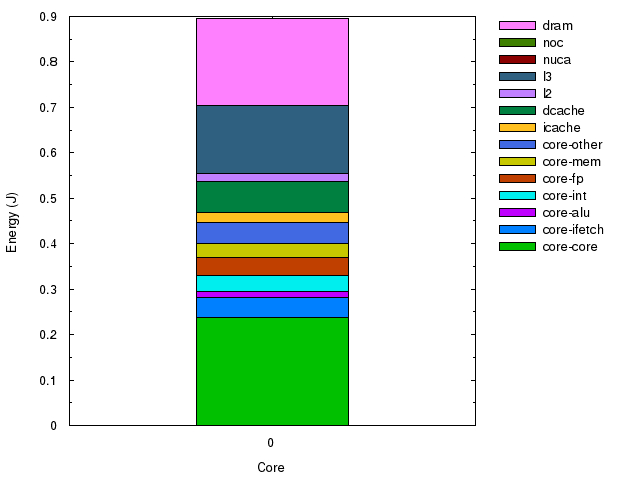 0.9
0.8
0.7
0.6
0.5
0.4
0.3
0.2
0.1
0
Energy (J)
0
Core
dram
noc
nuca
l3
l2
dcache
icache
core-other
core-mem
core-fp
core-int
core-alu
core-ifetch
core-core